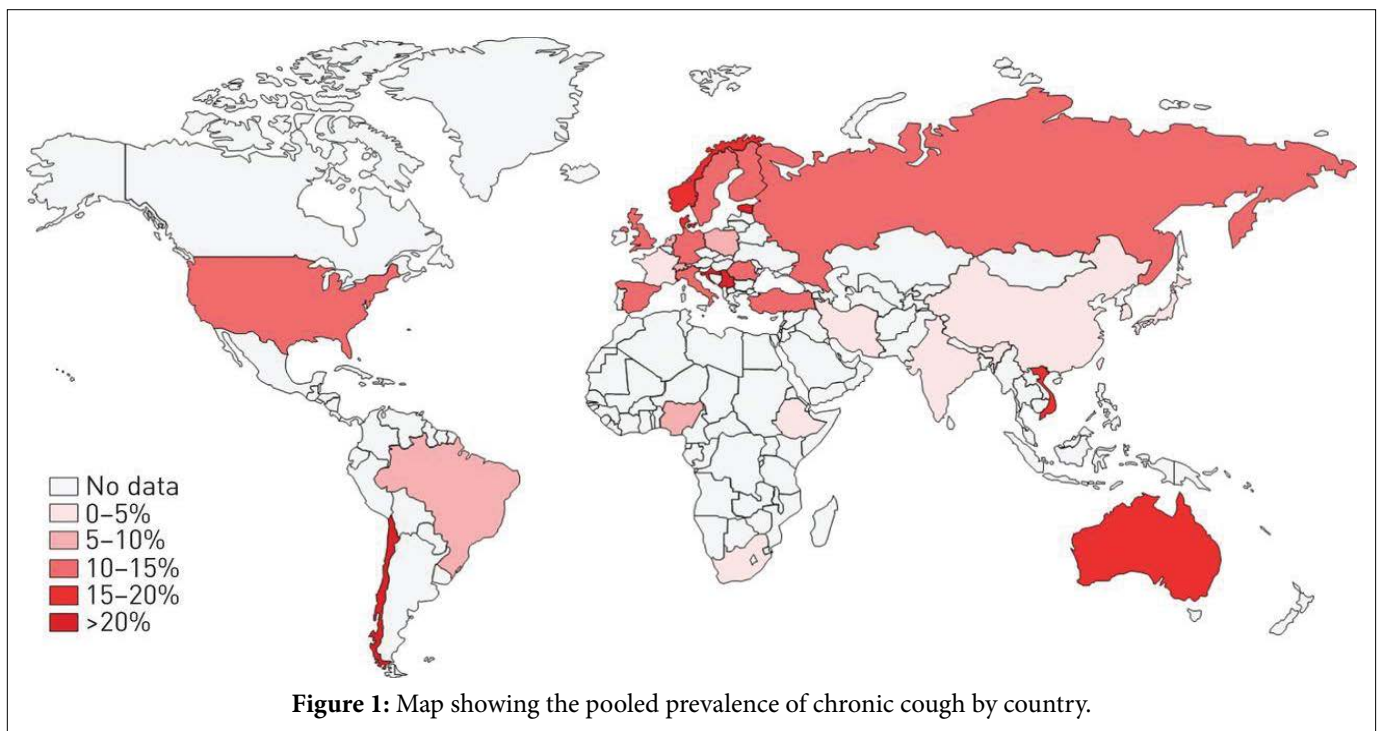 No data
0–5%
5–10%
10–15%
15–20%
>20%
Figure 1: Map showing the pooled prevalence of chronic cough by country.